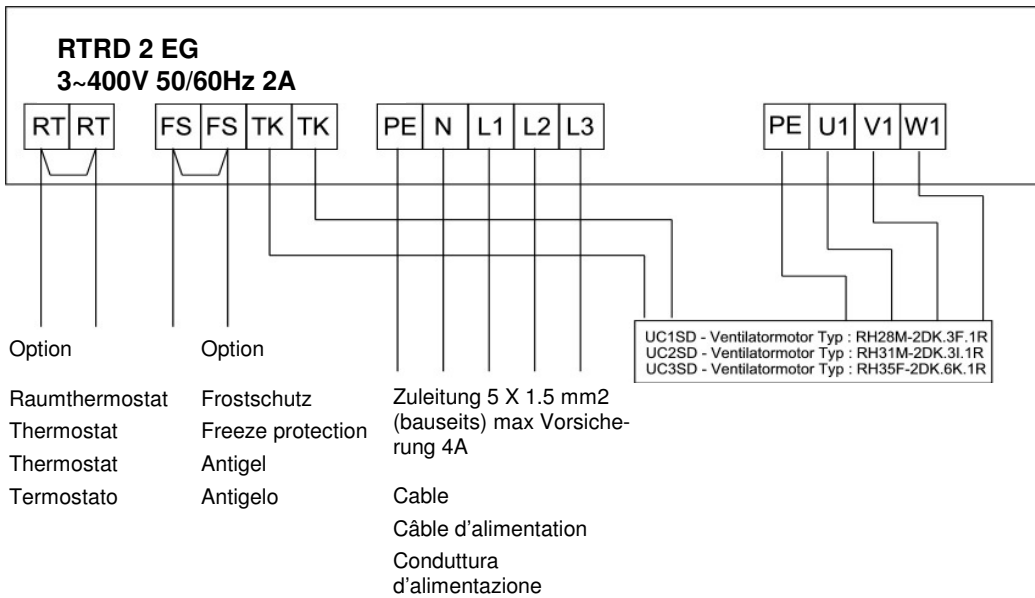 RTRD 2 EG
3~400V 50/60Hz 2A
RT RT FS FS TK TK PE N L1 L2 L3 PE U1 V1 W1
UC1SD - Ventilatormotor Typ : RH28M-2DK.3F.1R
UC2SD - Ventilatormotor Typ : RH31M-2DK.3I.1R
UC3SD - Ventilatormotor Typ : RH35F-2DK.6K.1R
Option
Raumthermostat
Thermostat
Thermostat
Termostato
Option
Frostschutz
Freeze protection
Antigel
Antigelo
Zuleitung 5 X 1.5 mm2
(bauseits) max Vorsiche-
rung 4A
Cable
Câble d'alimentation
Conduttura
d'alimentazione